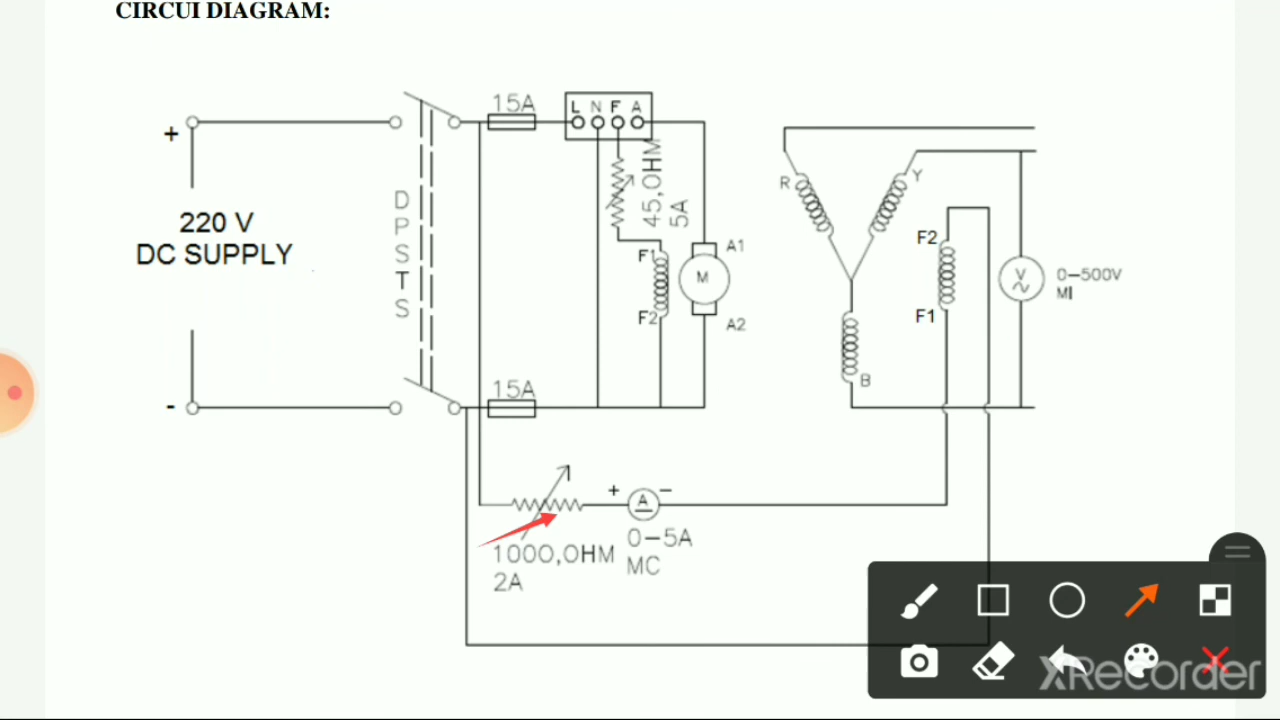 CIRCUI DIAGRAM:
15A
L N F A
+
220 V
DC SUPPLY
-
DPSTS
45,OHM
5A
F1
F2
A1
M
A2
15A
R
Y
B
F2
F1
V
0-500V
MI
+
A
-
1000,OHM
2A
0-5A
MC
XRecorder